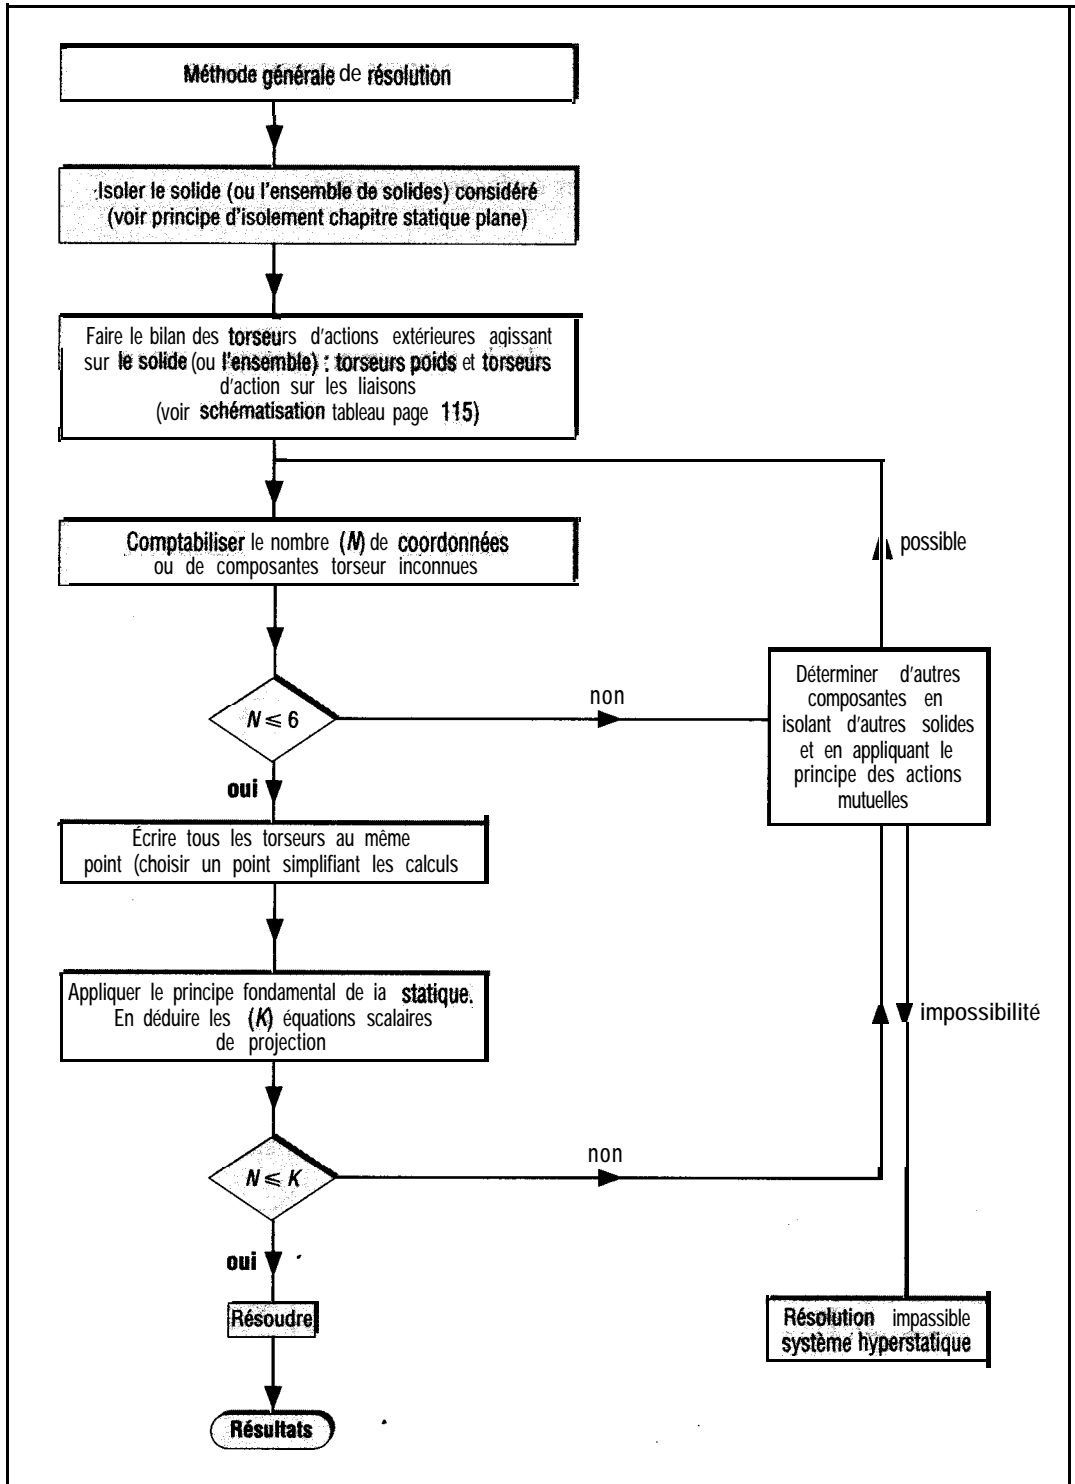 Méthode générale de résolution
Isoler le solide (ou l'ensemble de solides) considéré
(voir principe d'isolement chapitre statique plane)
Faire le bilan des torseurs d'actions extérieures agissant
sur le solide (ou l'ensemble) : torseurs poids et torseurs
d'action sur les liaisons
(voir schématisation tableau page 115)
Comptabiliser le nombre (N) de coordonnées
ou de composantes torseur inconnues
possible
Déterminer d'autres
composantes en
isolant d'autres solides
et en appliquant le
principe des actions
mutuelles
N ⩽ 6
non
oui
Écrire tous les torseurs au même
point (choisir un point simplifiant les calculs
Appliquer le principe fondamental de ia statique.
En déduire les (K) équations scalaires
de projection
impossibilité
N ⩽ K
non
oui
Résoudre
Résolution impassible
système hyperstatique
Résultats